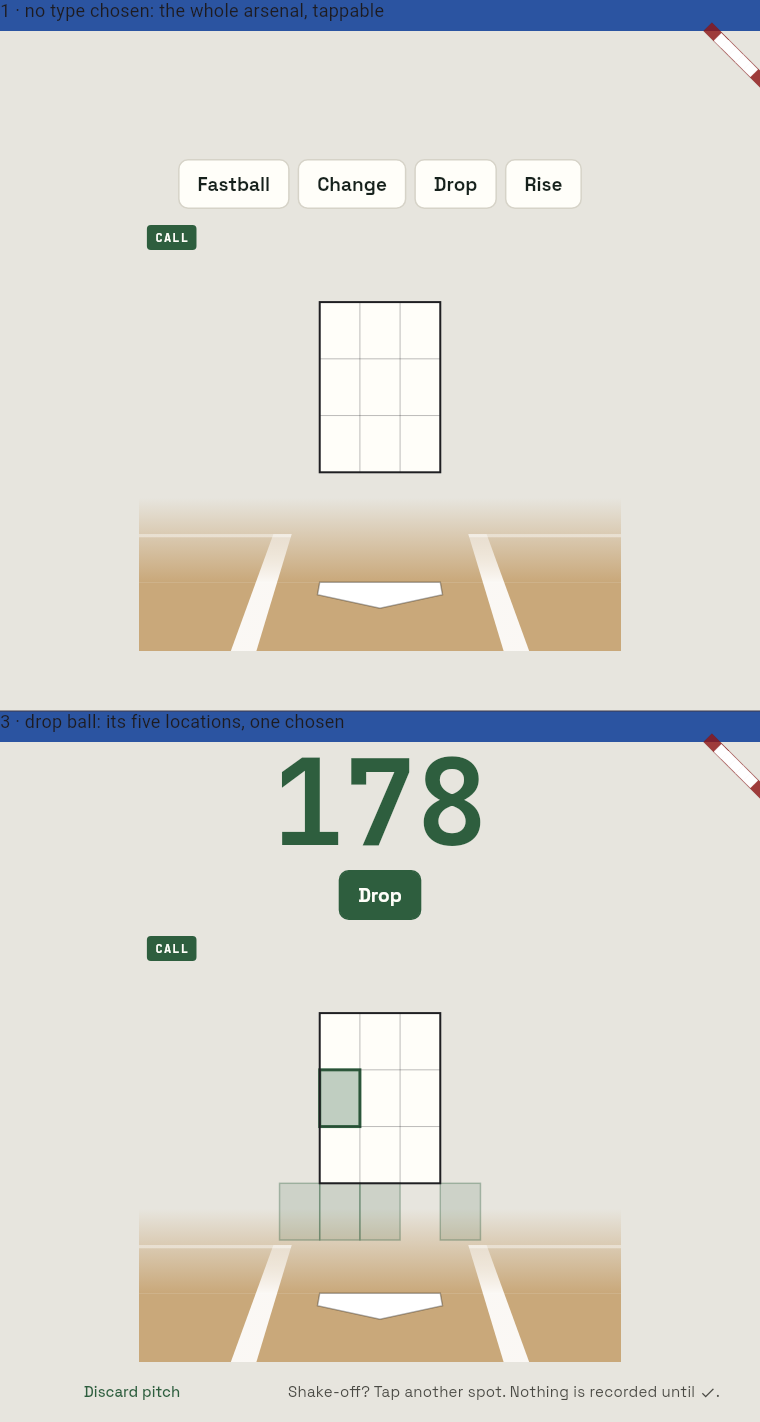 1 · no type chosen: the whole arsenal, tappable
Fastball Change Drop Rise
CALL
3 · drop ball: its five locations, one chosen
178
Drop
CALL
Discard pitch Shake-off? Tap another spot. Nothing is recorded until ✓.